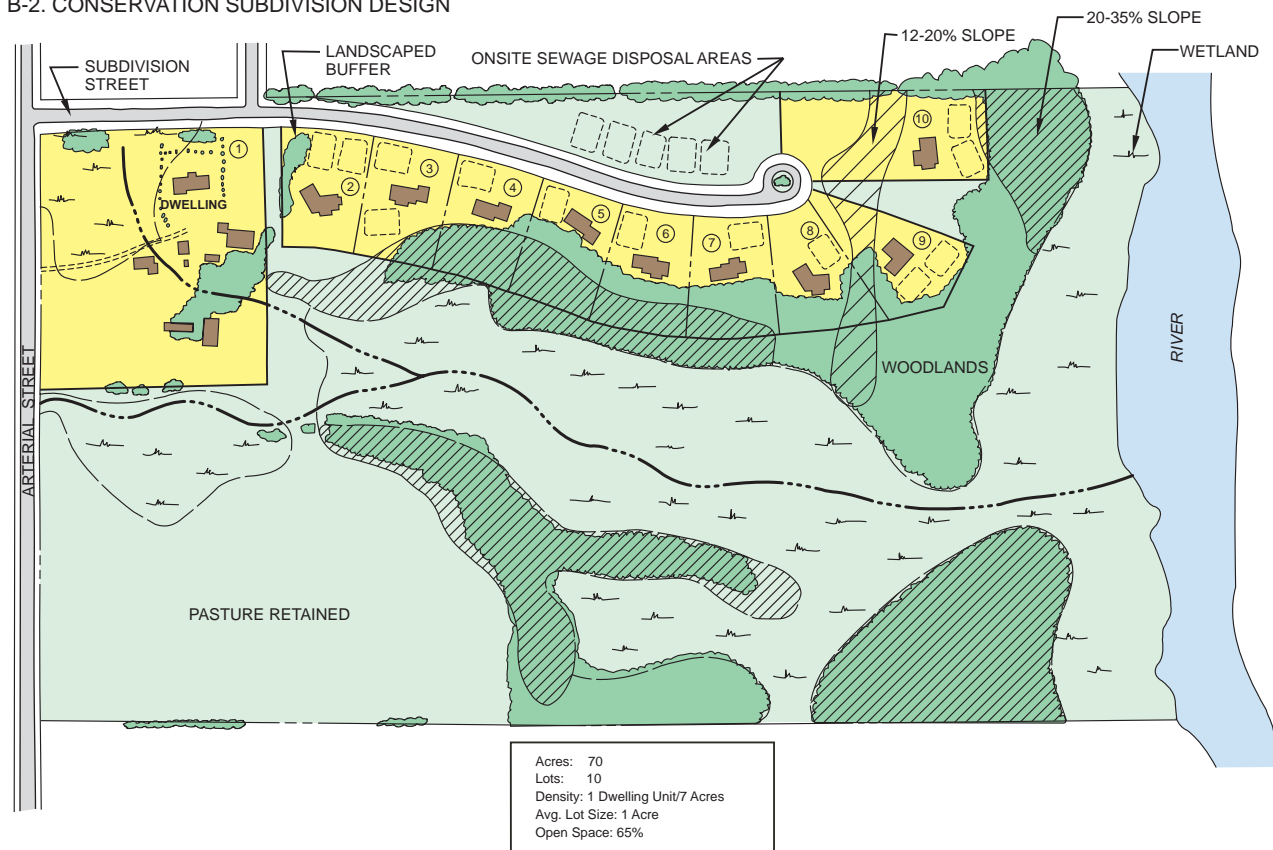 B-2. CONSERVATION SUBDIVISION DESIGN
20-35% SLOPE
12-20% SLOPE
LANDSCAPED
BUFFER
ONSITE SEWAGE DISPOSAL AREAS
WETLAND
SUBDIVISION
STREET
1
2
3
4
5
6
7
8
9
10
DWELLING
ARTERIAL STREET
RIVER
WOODLANDS
PASTURE RETAINED
Acres: 70
Lots: 10
Density: 1 Dwelling Unit/7 Acres
Avg. Lot Size: 1 Acre
Open Space: 65%